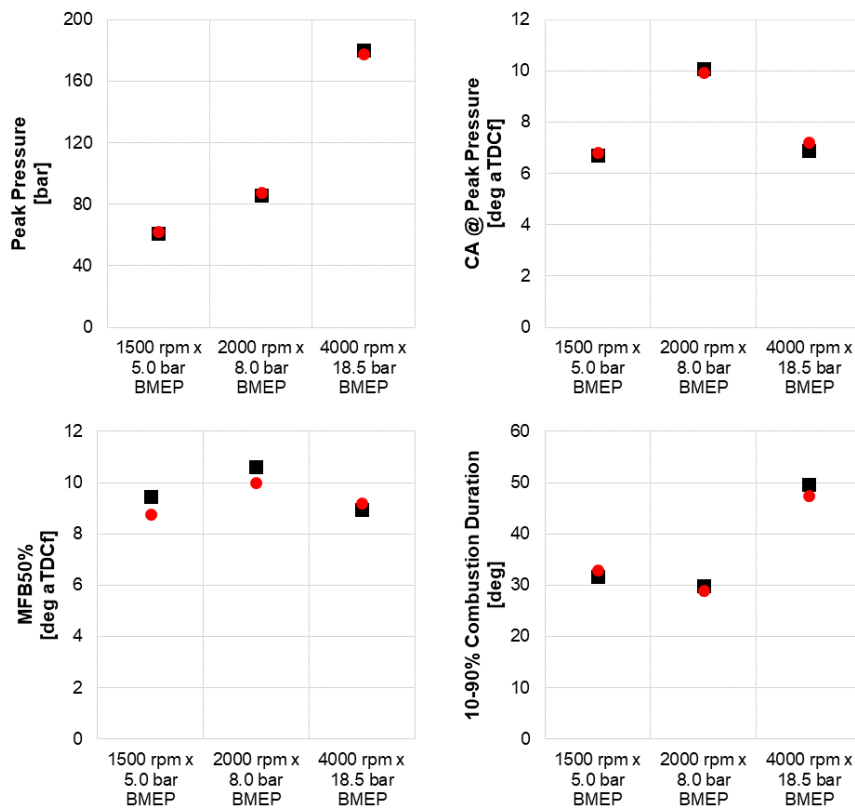 Peak Pressure
[bar]
200
160
120
80
40
0
1500 rpm x
5.0 bar
BMEP
2000 rpm x
8.0 bar
BMEP
4000 rpm x
18.5 bar
BMEP
CA @ Peak Pressure
[deg aTDCf]
12
10
8
6
4
2
0
1500 rpm x
5.0 bar
BMEP
2000 rpm x
8.0 bar
BMEP
4000 rpm x
18.5 bar
BMEP
MFB50%
[deg aTDCf]
12
10
8
6
4
2
0
1500 rpm x
5.0 bar
BMEP
2000 rpm x
8.0 bar
BMEP
4000 rpm x
18.5 bar
BMEP
10-90% Combustion Duration
[deg]
60
50
40
30
20
10
0
1500 rpm x
5.0 bar
BMEP
2000 rpm x
8.0 bar
BMEP
4000 rpm x
18.5 bar
BMEP